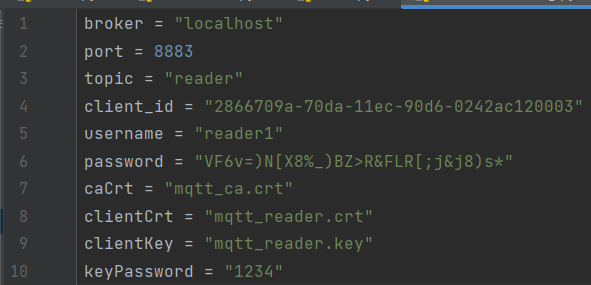 1 broker = "localhost"
2 port = 8883
3 topic = "reader"
4 client_id = "2866709a-70da-11ec-90d6-0242ac120003"
5 username = "reader1"
6 password = "VF6v=)N[X8%_)BZ>R&FLR[;j&j8)s*"
7 caCrt = "mqtt_ca.crt"
8 clientCrt = "mqtt_reader.crt"
9 clientKey = "mqtt_reader.key"
10 keyPassword = "1234"